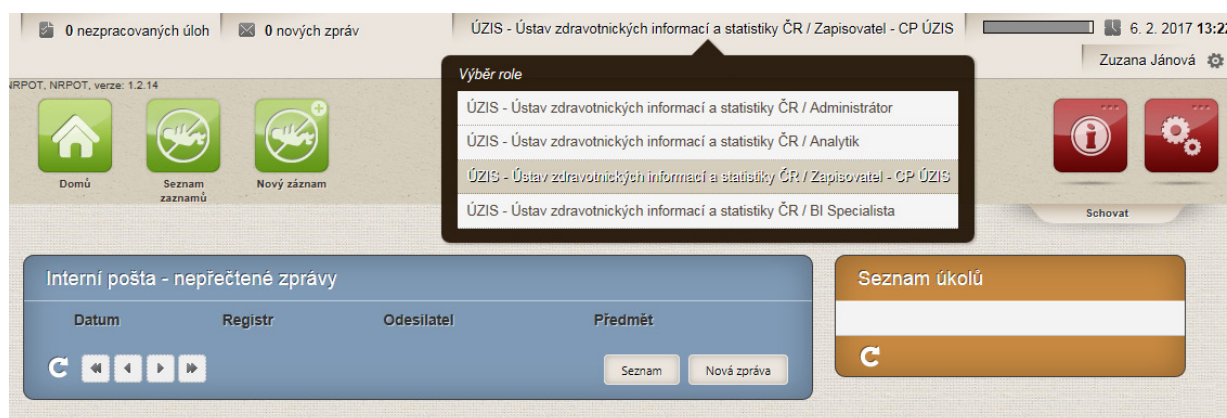 0 nezpracovaných úloh
0 nových zpráv
ÚZIS - Ústav zdravotnických informací a statistiky ČR / Zapisovatel - CP ÚZIS
6. 2. 2017 13:22
Zuzana Jánová
NRPOT, NRPOT, verze: 1.2.14
Výběr role
ÚZIS - Ústav zdravotnických informací a statistiky ČR / Administrátor
ÚZIS - Ústav zdravotnických informací a statistiky ČR / Analytik
ÚZIS - Ústav zdravotnických informací a statistiky ČR / Zapisovatel - CP ÚZIS
ÚZIS - Ústav zdravotnických informací a statistiky ČR / BI Specialista
Domů
Seznam
zaznamů
Nový záznam
Schovat
Interní pošta - nepřečtené zprávy
Datum Registr Odesilatel Předmět
Seznam
Nová zpráva
Seznam úkolů